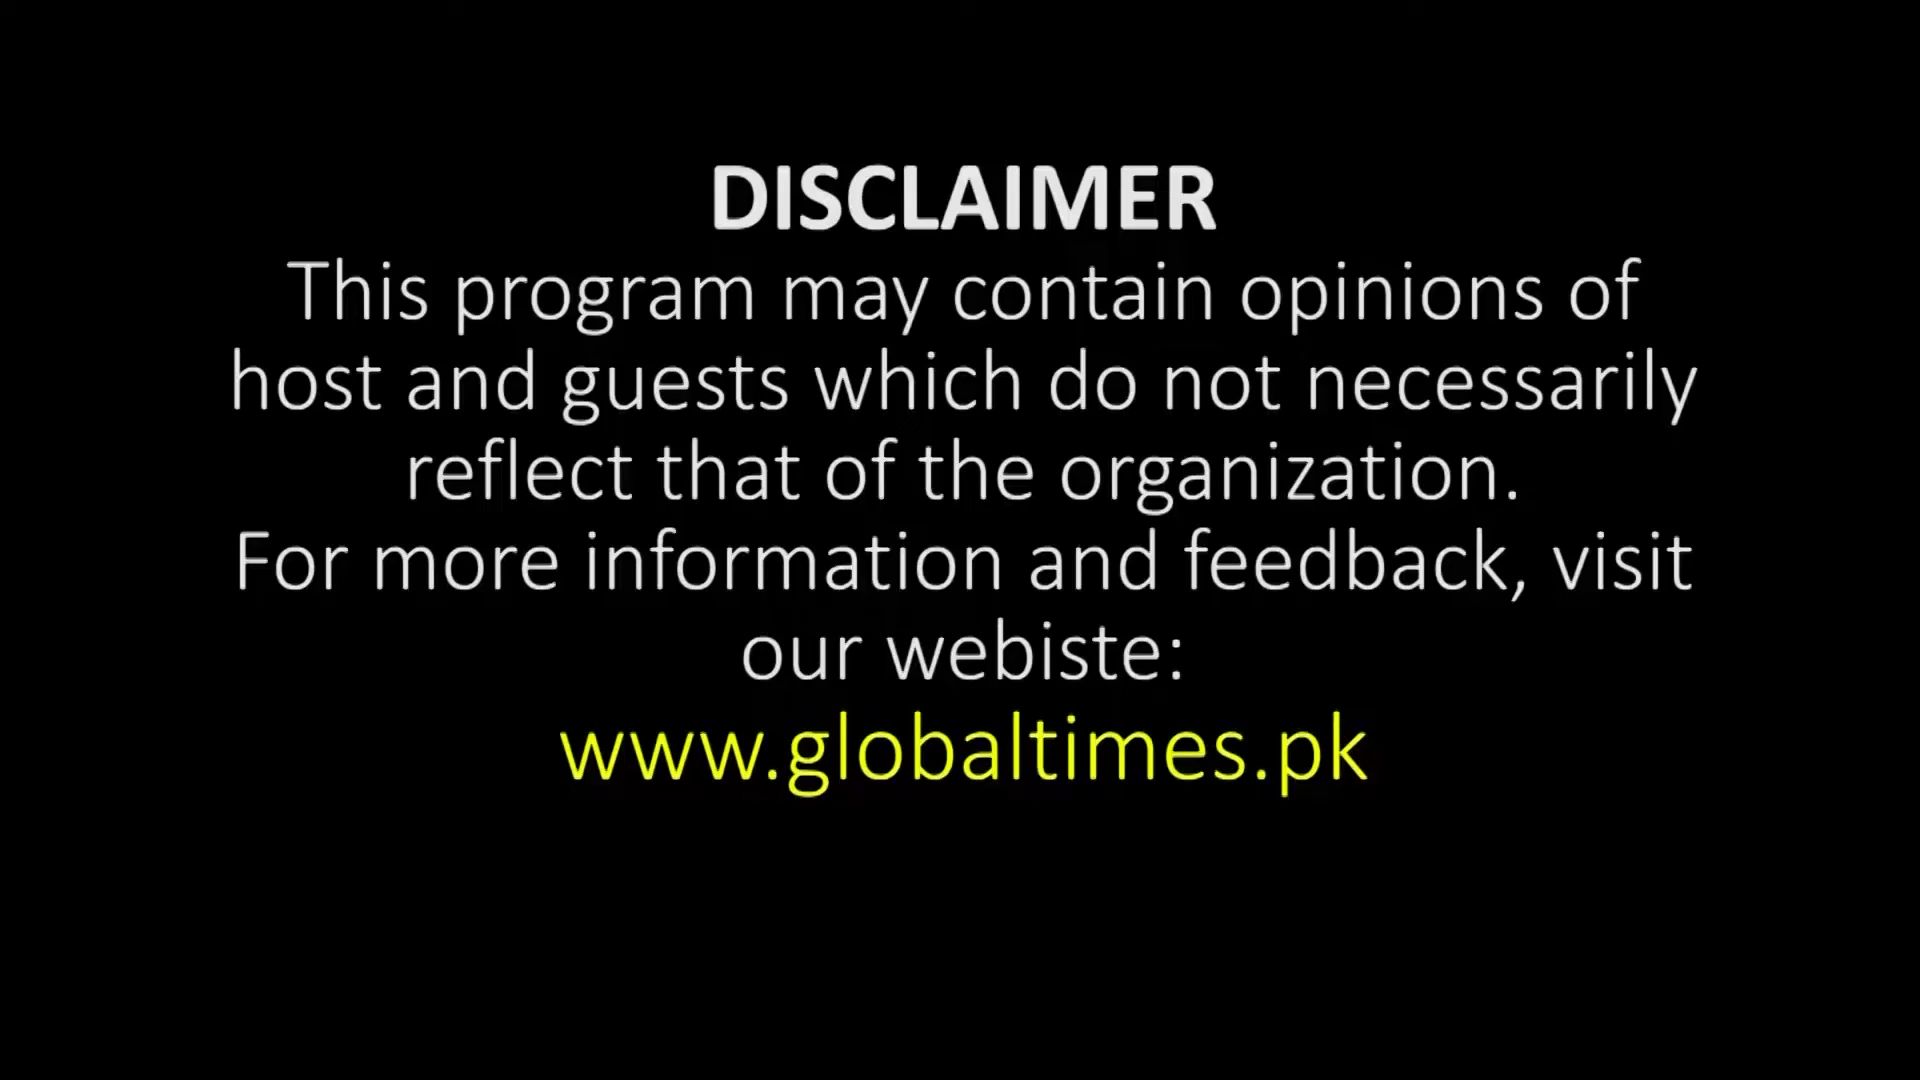 DISCLAIMER
This program may contain opinions of
host and guests which do not necessarily
reflect that of the organization.
For more information and feedback, visit
our webiste:
www.globaltimes.pk